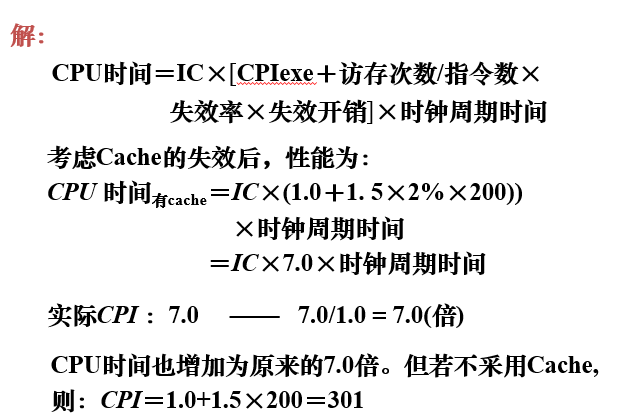 解:
CPU时间＝IC×[CPIexe＋访存次数/指令数×
失效率×失效开销]×时钟周期时间
考虑Cache的失效后，性能为：
CPU 时间有cache＝IC×(1.0＋1. 5×2%×200))
×时钟周期时间
＝IC×7.0×时钟周期时间
实际CPI： 7.0 —— 7.0/1.0 = 7.0(倍)
CPU时间也增加为原来的7.0倍。但若不采用Cache,
则：CPI＝1.0+1.5×200＝301